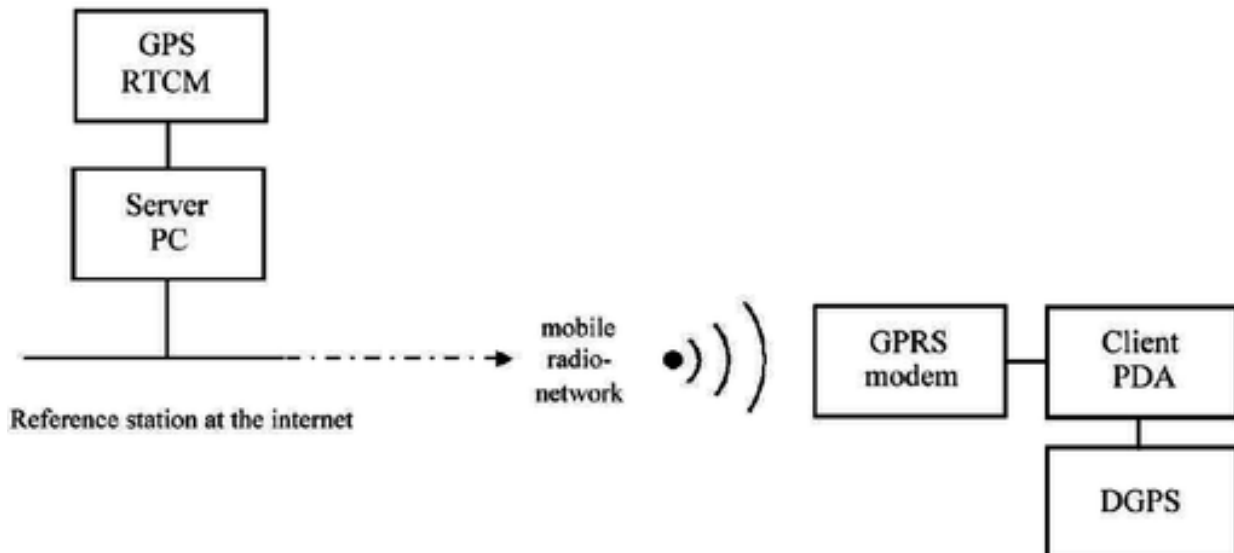 GPS
RTCM
Server
PC
Reference station at the internet
mobile
radio-
network
GPRS
modem
Client
PDA
DGPS